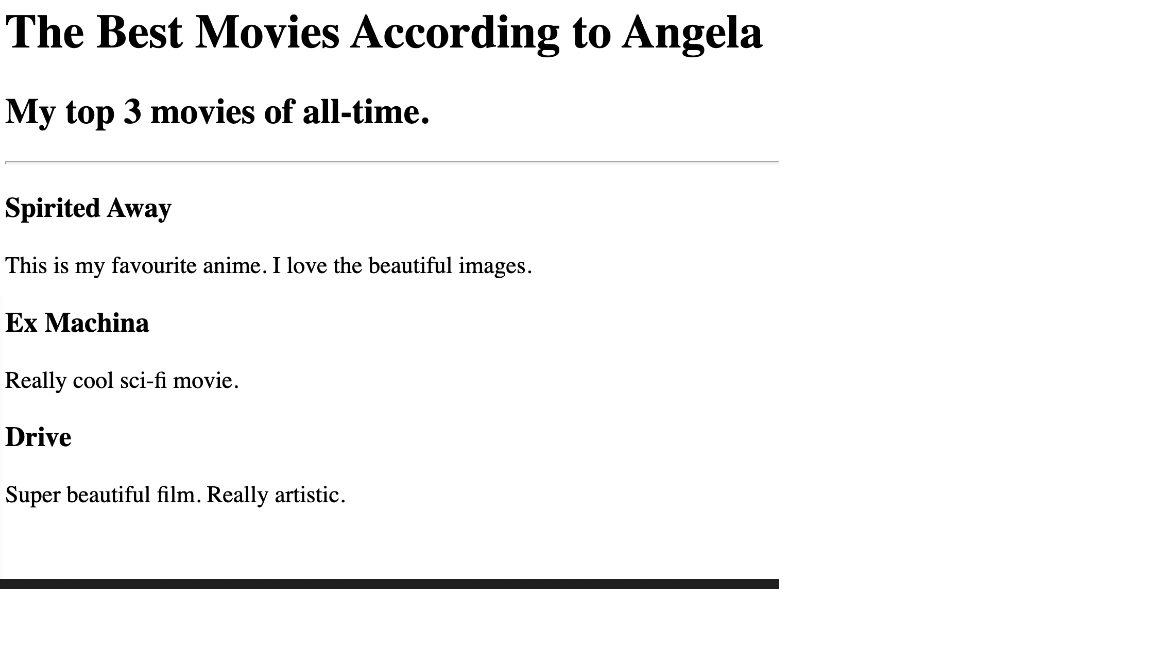 The Best Movies According to Angela
My top 3 movies of all-time.
Spirited Away
This is my favourite anime. I love the beautiful images.
Ex Machina
Really cool sci-fi movie.
Drive
Super beautiful film. Really artistic.